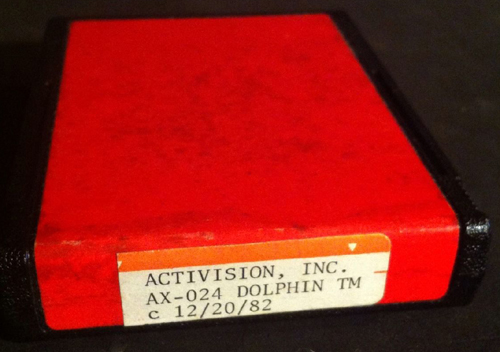 ACTIVISION, INC.
AX-024 DOLPHIN TM
c 12/20/82